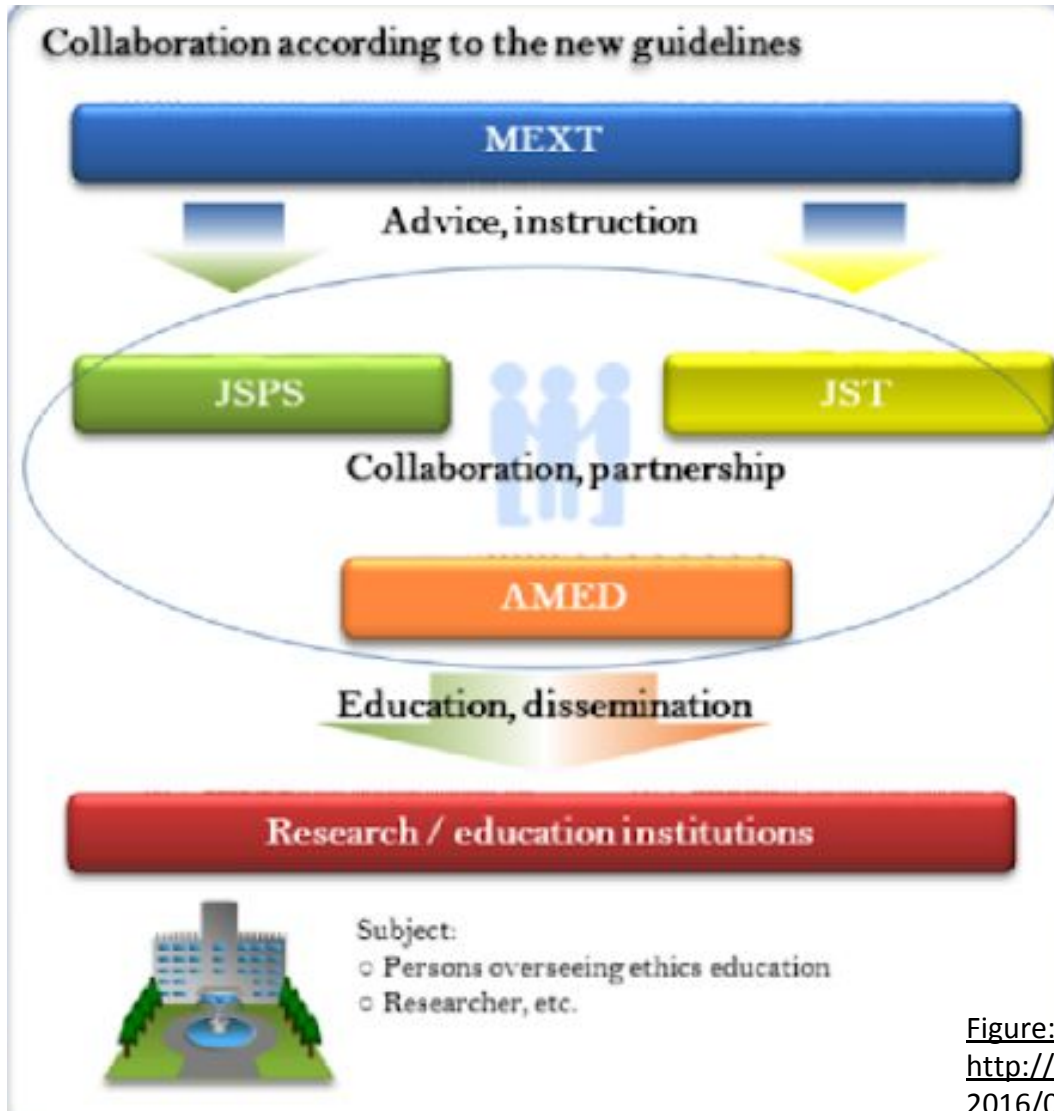 Collaboration according to the new guidelines
MEXT
Advice, instruction
JSPS
JST
Collaboration, partnership
AMED
Education, dissemination
Research / education institutions
Subject:
○ Persons overseeing ethics education
○ Researcher, etc.
Figure:
http://
2016/0